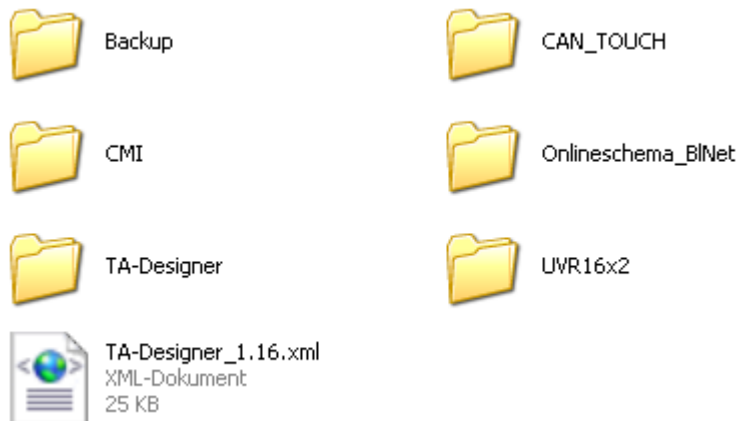 Backup
CAN_TOUCH
CMI
Onlineschema_BlNet
TA-Designer
UVR16x2
TA-Designer_1.16.xml
XML-Dokument
25 KB